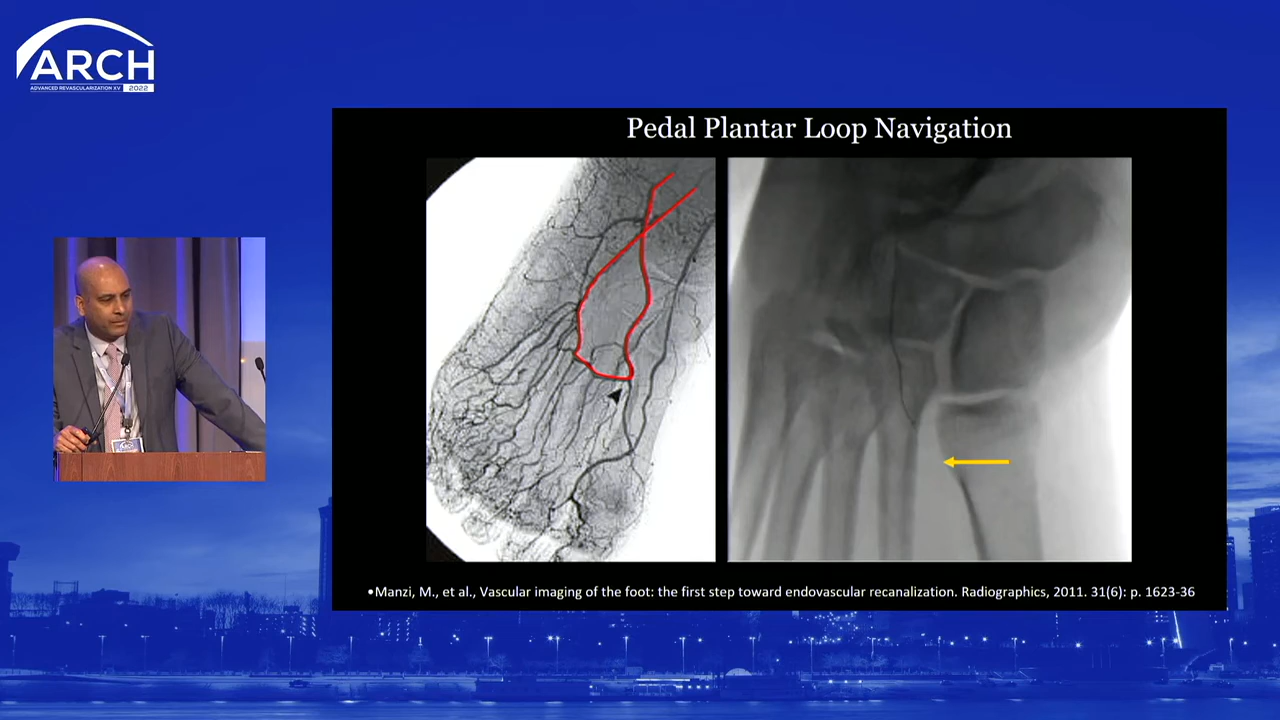 ARCH
ADVANCED REVASCULARIZATION XV 2022
Pedal Plantar Loop Navigation
•Manzi, M., et al., Vascular imaging of the foot: the first step toward endovascular recanalization. Radiographics, 2011. 31(6): p. 1623-36
ARCH